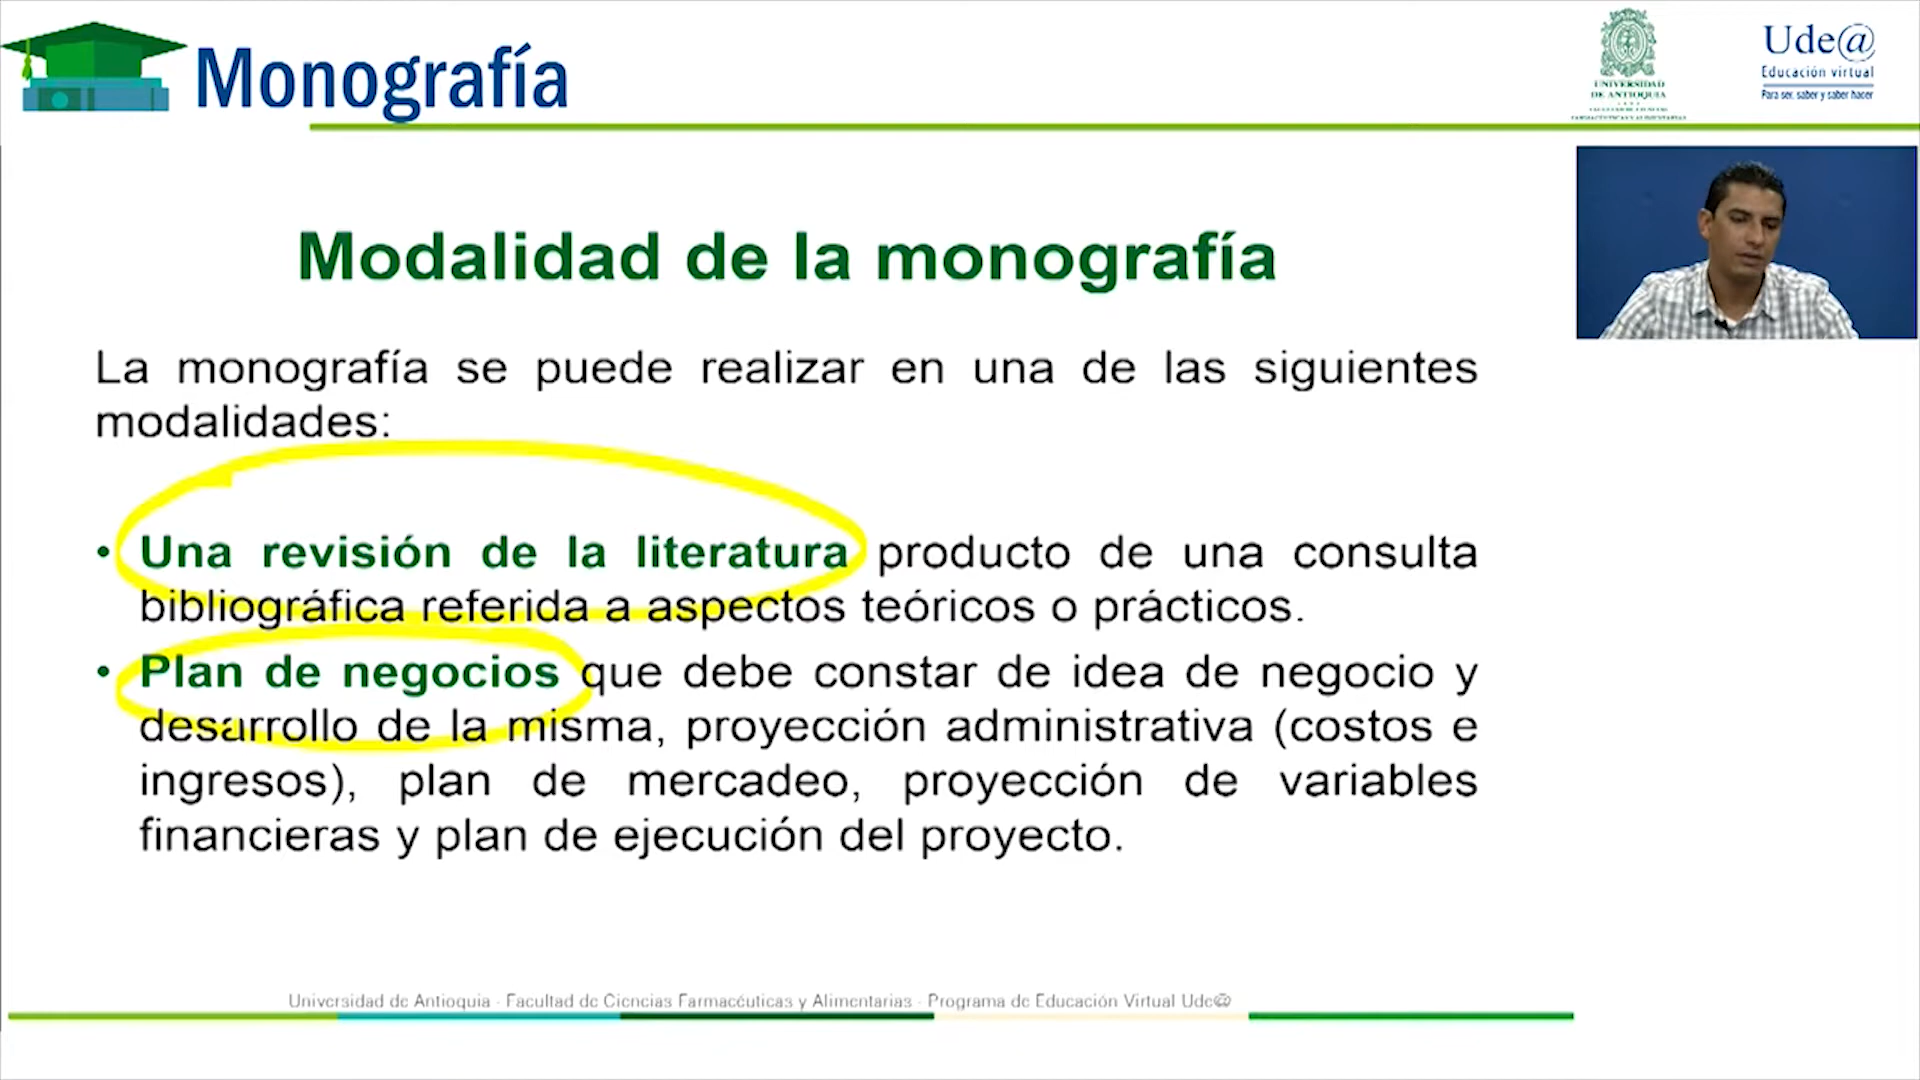 Monografía
UNIVERSIDAD
DE ANTIOQUIA
Ude@
Educación virtual
Para ser, saber y saber hacer
Modalidad de la monografía
La monografía se puede realizar en una de las siguientes
modalidades:
• Una revisión de la literatura producto de una consulta
bibliográfica referida a aspectos teóricos o prácticos.
• Plan de negocios que debe constar de idea de negocio y
desarrollo de la misma, proyección administrativa (costos e
ingresos), plan de mercadeo, proyección de variables
financieras y plan de ejecución del proyecto.
Universidad de Antioquia - Facultad de Ciencias Farmacéuticas y Alimentarias - Programa de Educación Virtual Ude@